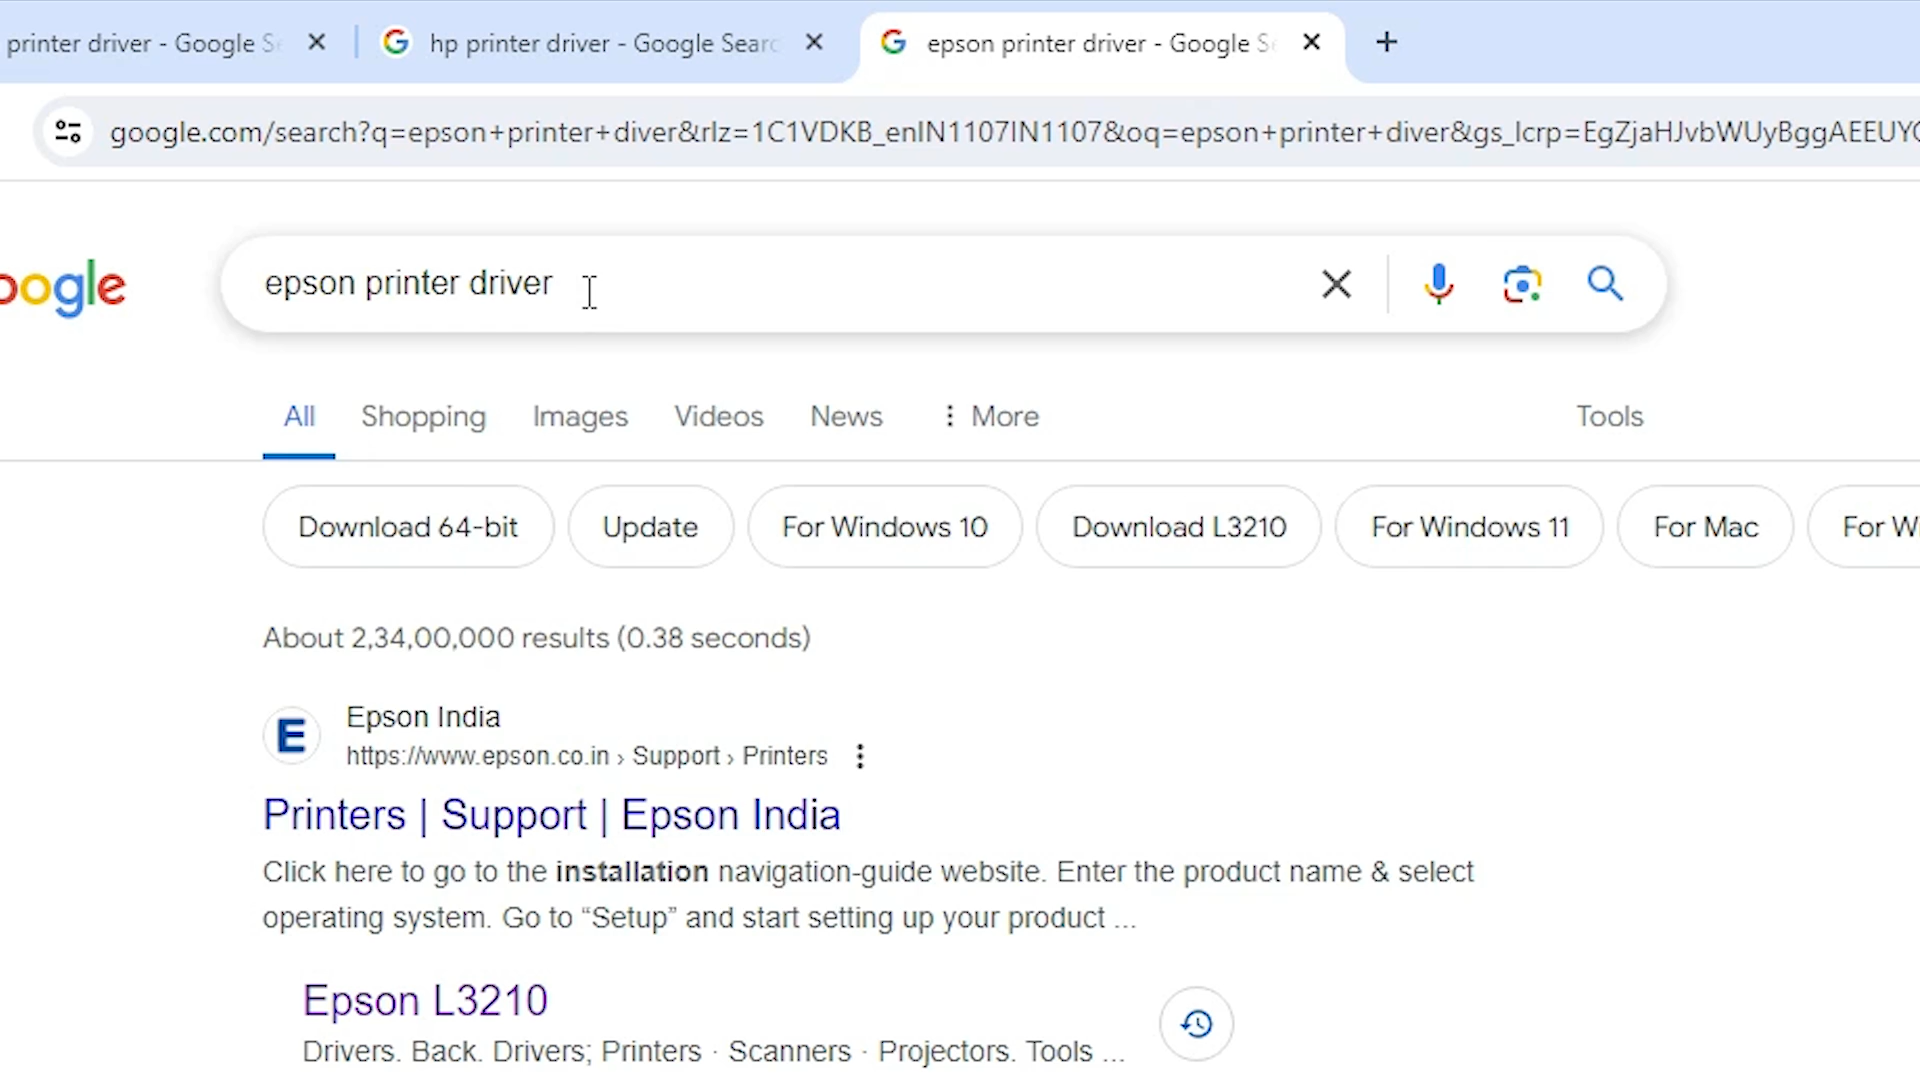 printer driver - Google Se
hp printer driver - Google Searc
epson printer driver - Google Se
google.com/search?q=epson+printer+diver&rlz=1C1VDKB_enIN1107IN1107&oq=epson+printer+diver&gs_lcrp=EgZjaHJvbWUyBggAEEUYO
oogle
epson printer driver
All Shopping Images Videos News More Tools
Download 64-bit Update For Windows 10 Download L3210 For Windows 11 For Mac For Wi
About 2,34,00,000 results (0.38 seconds)
E
Epson India
https://www.epson.co.in › Support › Printers
Printers | Support | Epson India
Click here to go to the installation navigation-guide website. Enter the product name & select
operating system. Go to “Setup” and start setting up your product ...
Epson L3210
Drivers. Back. Drivers; Printers · Scanners · Projectors. Tools ...